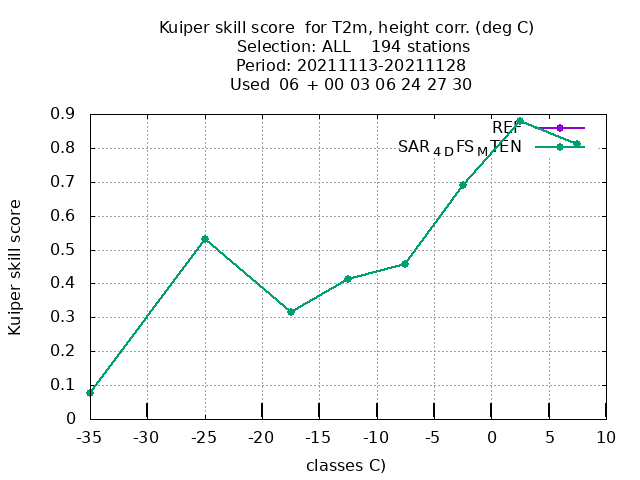 Kuiper skill score  for T2m, height corr. (deg C)
Selection: ALL    194 stations
Period: 20211113-20211128
Used  06  + 00 03 06 24 27 30
REF
SAR4DFSMTEN
0.9
0.8
0.7
0.6
0.5
0.4
0.3
0.2
0.1
0
Kuiper skill score
-35 -30 -25 -20 -15 -10 -5 0 5 10
classes C)